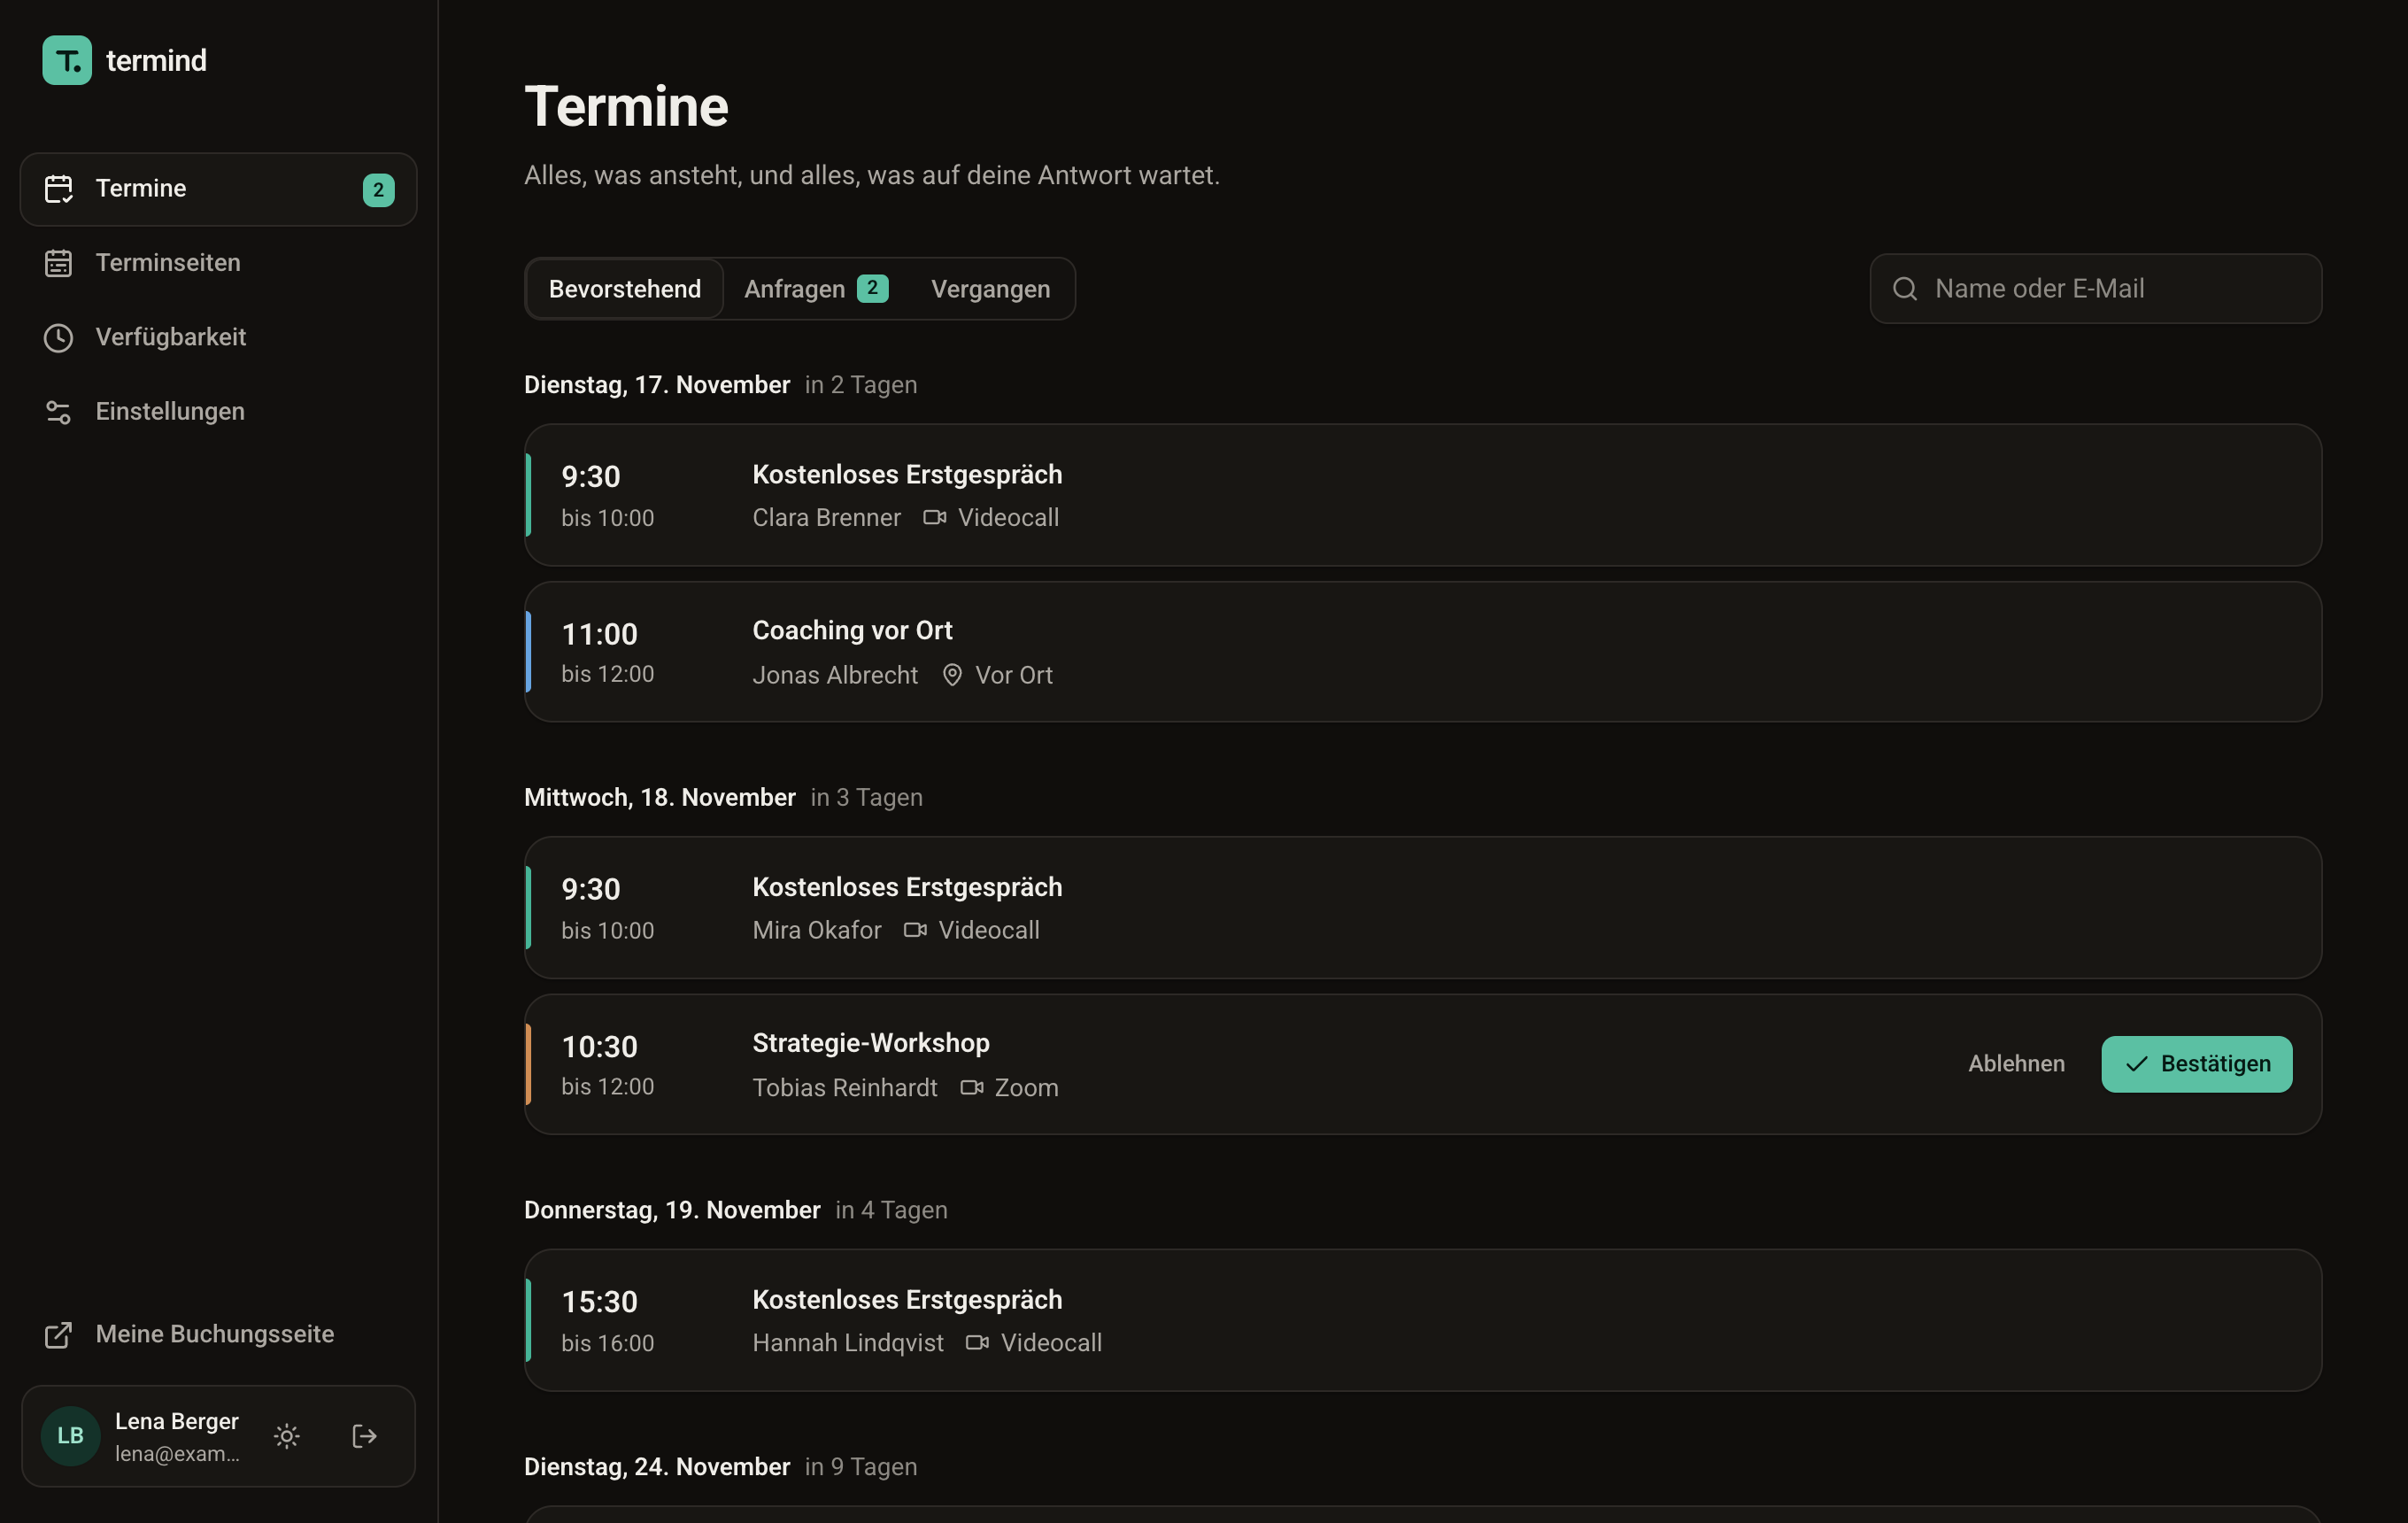 T. termind
Termine 2
Terminseiten
Verfügbarkeit
Einstellungen
Meine Buchungsseite
LB
Lena Berger
lena@exam...
Termine
Alles, was ansteht, und alles, was auf deine Antwort wartet.
Bevorstehend Anfragen 2 Vergangen
Name oder E-Mail
Dienstag, 17. November in 2 Tagen
9:30 Kostenloses Erstgespräch
bis 10:00 Clara Brenner Videocall
11:00 Coaching vor Ort
bis 12:00 Jonas Albrecht Vor Ort
Mittwoch, 18. November in 3 Tagen
9:30 Kostenloses Erstgespräch
bis 10:00 Mira Okafor Videocall
10:30 Strategie-Workshop
bis 12:00 Tobias Reinhardt Zoom
Ablehnen Bestätigen
Donnerstag, 19. November in 4 Tagen
15:30 Kostenloses Erstgespräch
bis 16:00 Hannah Lindqvist Videocall
Dienstag, 24. November in 9 Tagen